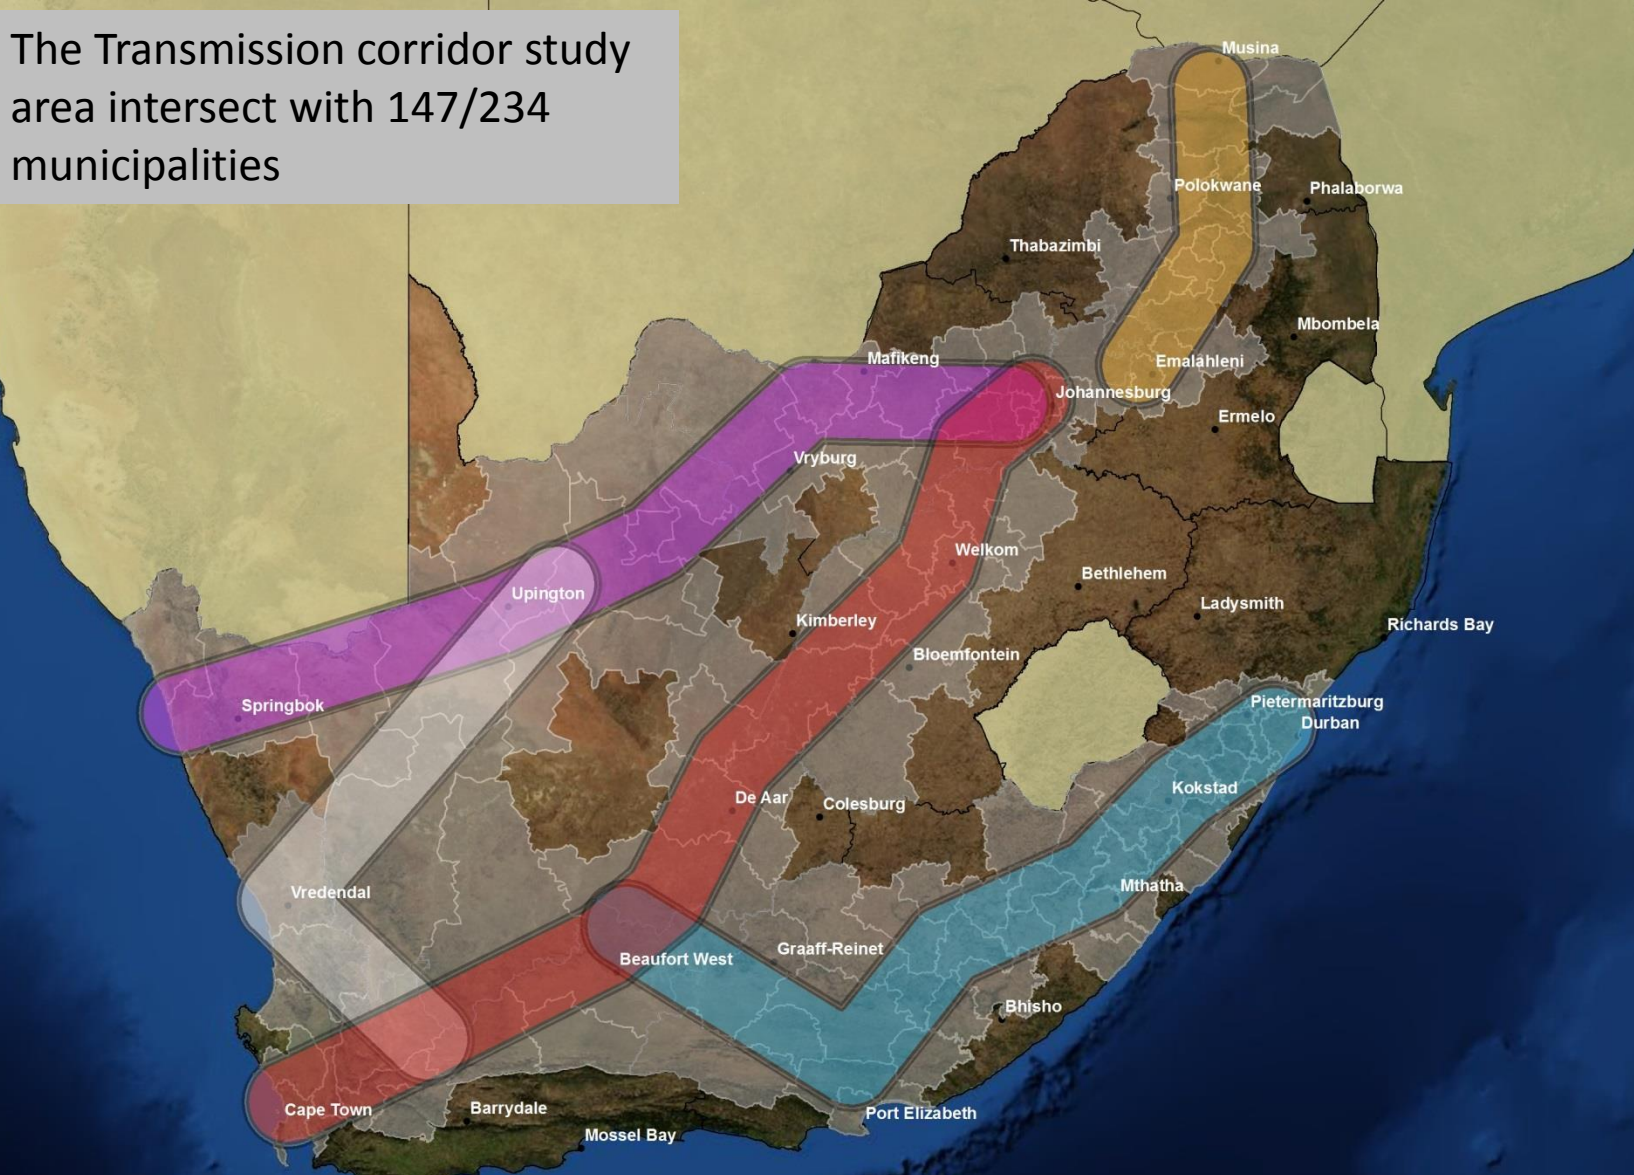 The Transmission corridor study
area intersect with 147/234
municipalities
Musina
Polokwane
Phalaborwa
Thabazimbi
Mbombela
Mafikeng
Emalahleni
Johannesburg
Ermelo
Vryburg
Welkom
Bethlehem
Upington
Ladysmith
Kimberley
Richards Bay
Bloemfontein
Springbok
Pietermaritzburg
Durban
Kokstad
De Aar
Colesburg
Mthatha
Vredendal
Graaff-Reinet
Beaufort West
Bhisho
Cape Town
Barrydale
Port Elizabeth
Mossel Bay